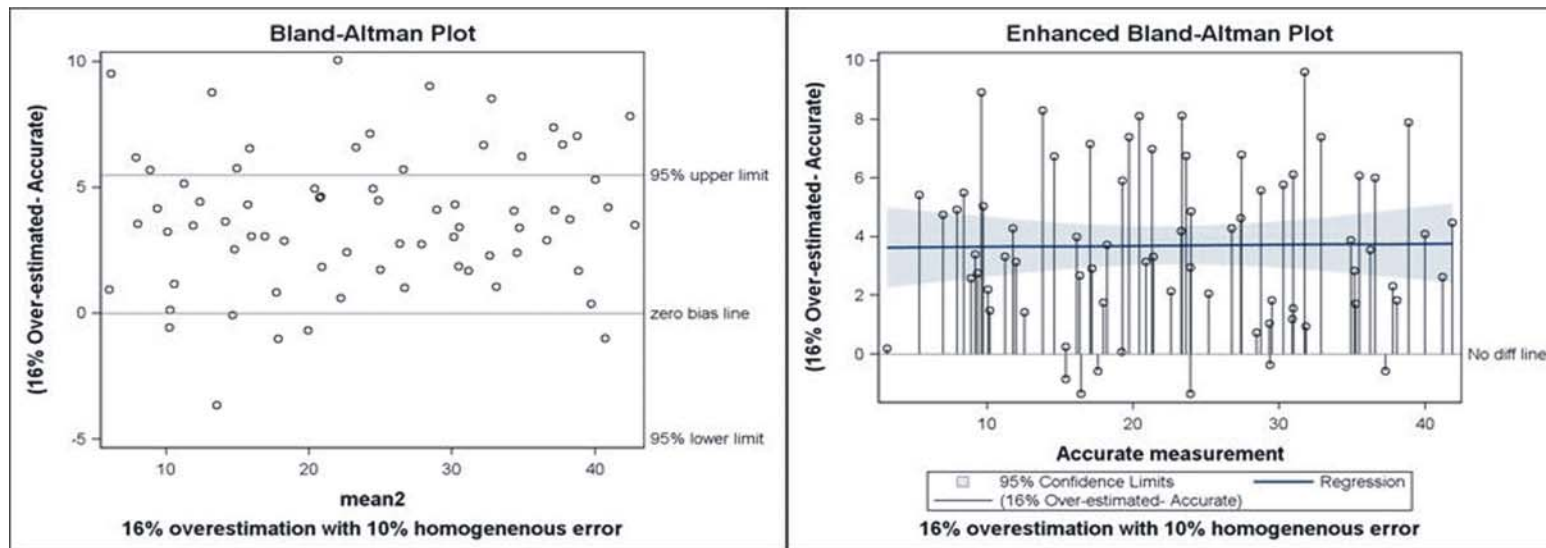 Bland-Altman Plot
(16% Over-estimated- Accurate)
10
5
0
-5
95% upper limit
zero bias line
95% lower limit
10 20 30 40
mean2
16% overestimation with 10% homogenenous error
Enhanced Bland-Altman Plot
(16% Over-estimated- Accurate)
10
8
6
4
2
0
No diff line
10 20 30 40
Accurate measurement
95% Confidence Limits Regression
(16% Over-estimated- Accurate)
16% overestimation with 10% homogenenous error